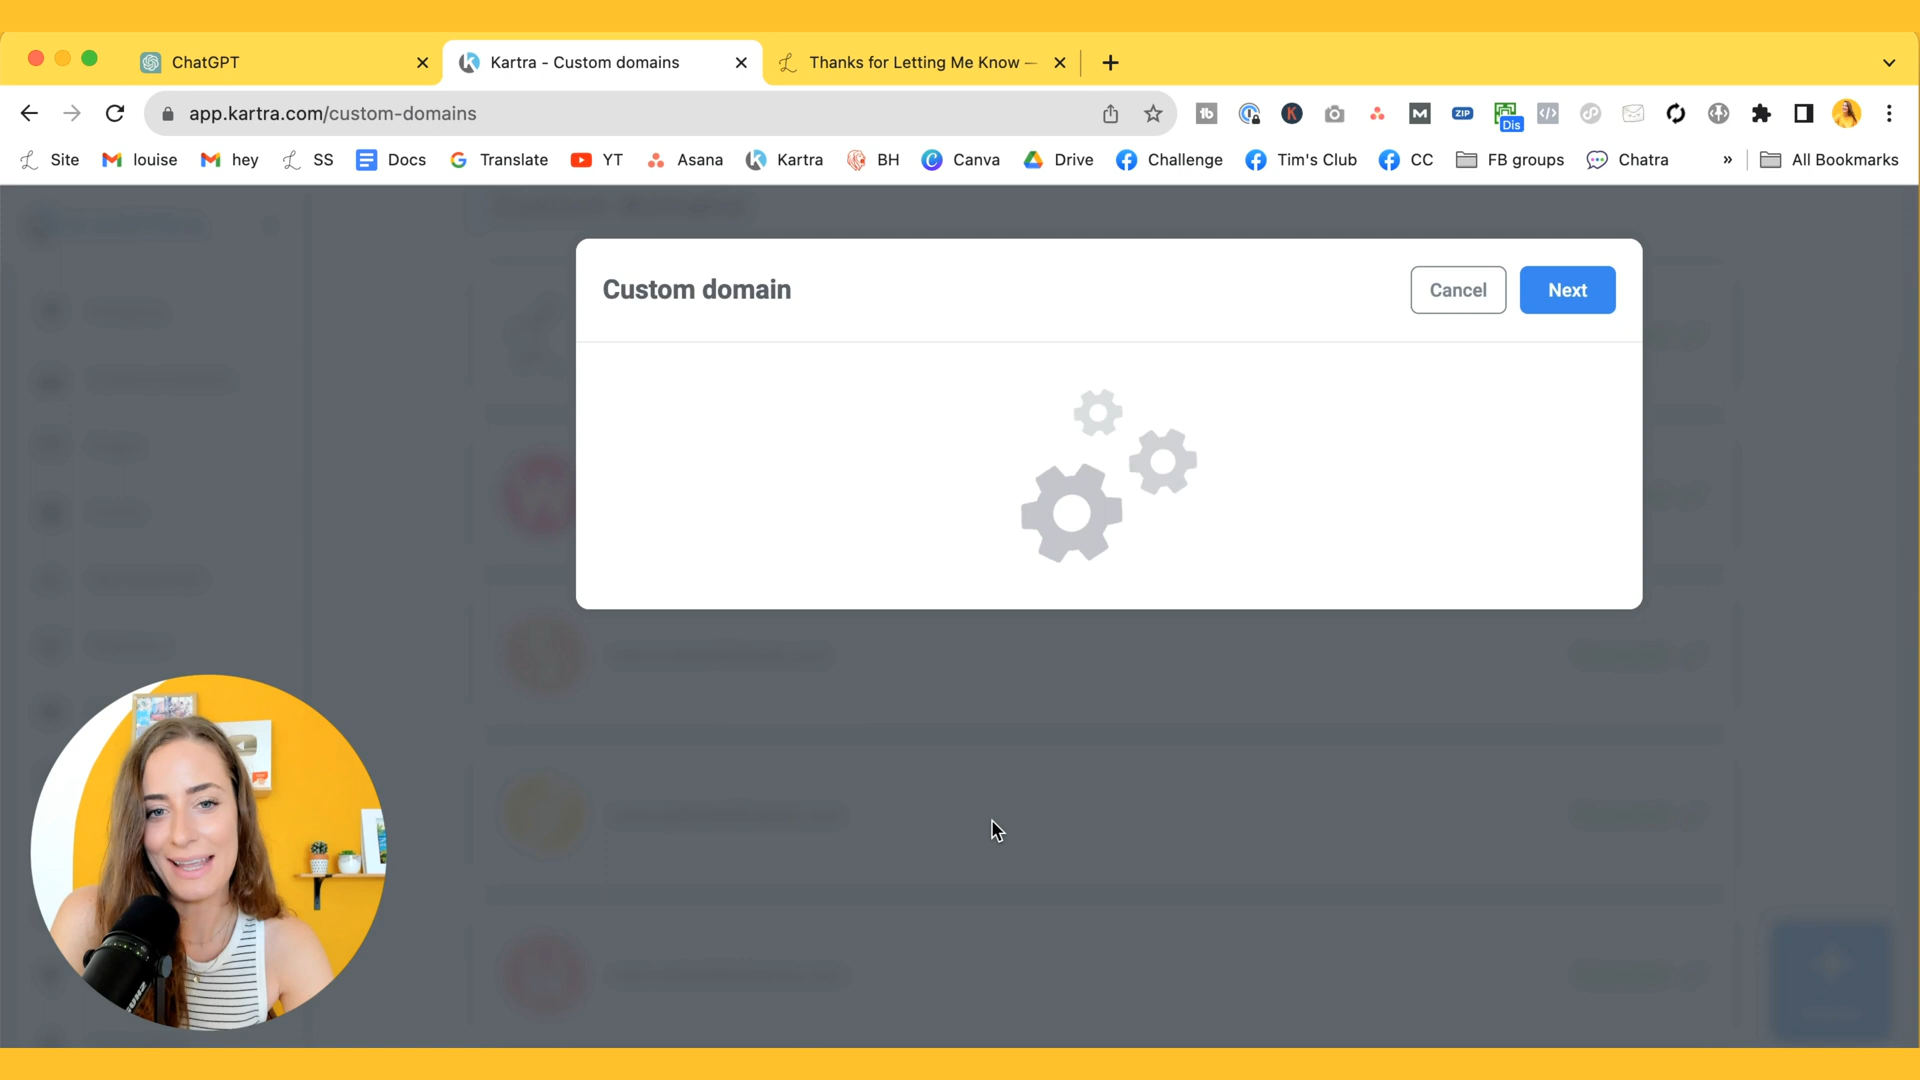 ChatGPT
Kartra - Custom domains
Thanks for Letting Me Know —
app.kartra.com/custom-domains
ZIP
Dis
Site
louise
hey
SS
Docs
Translate
YT
Asana
Kartra
BH
Canva
Drive
Challenge
Tim's Club
CC
FB groups
Chatra
»
All Bookmarks
Custom domain
Cancel
Next